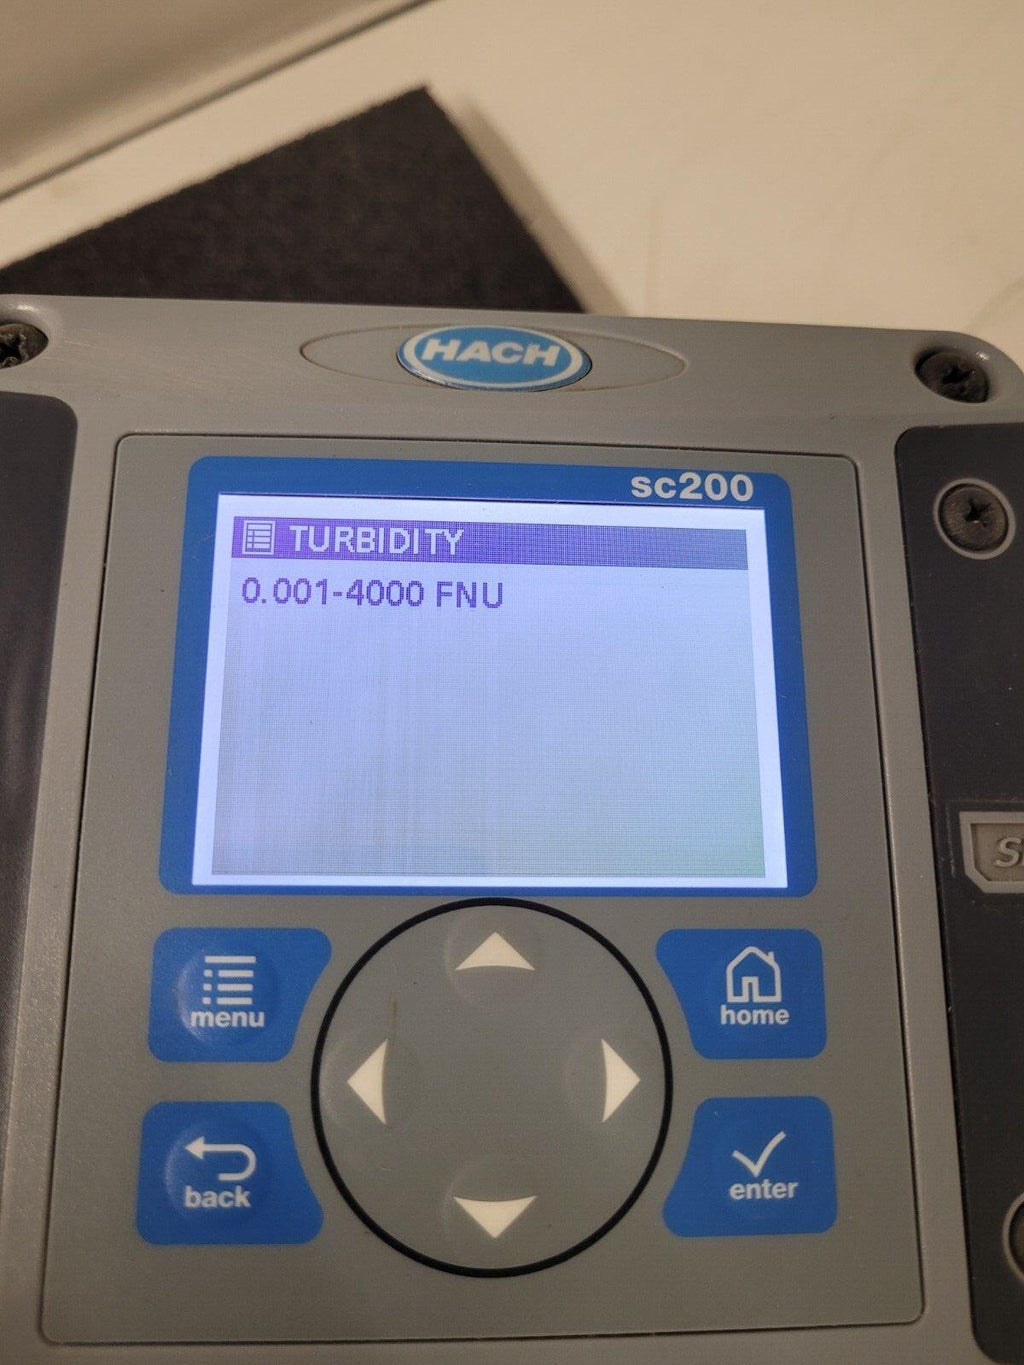 HACH
sc200
TURBIDITY
0.001-4000 FNU
menu
home
back
enter